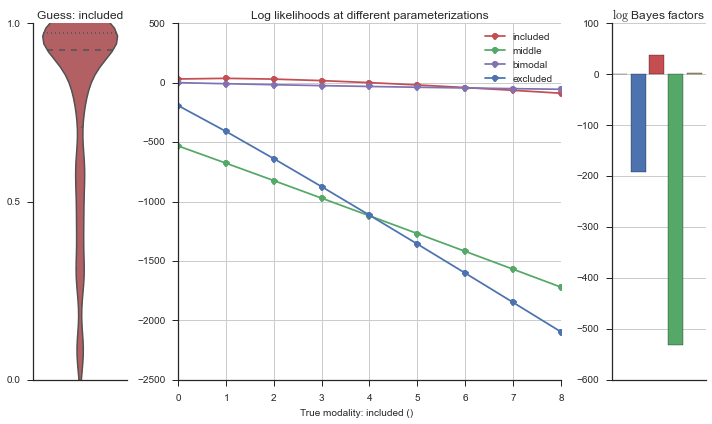 Guess: included
1.0
0.5
0.0
Log likelihoods at different parameterizations
500
0
−500
−1000
−1500
−2000
−2500
included
middle
bimodal
excluded
0 1 2 3 4 5 6 7 8
True modality: included ()
log Bayes factors
100
0
−100
−200
−300
−400
−500
−600